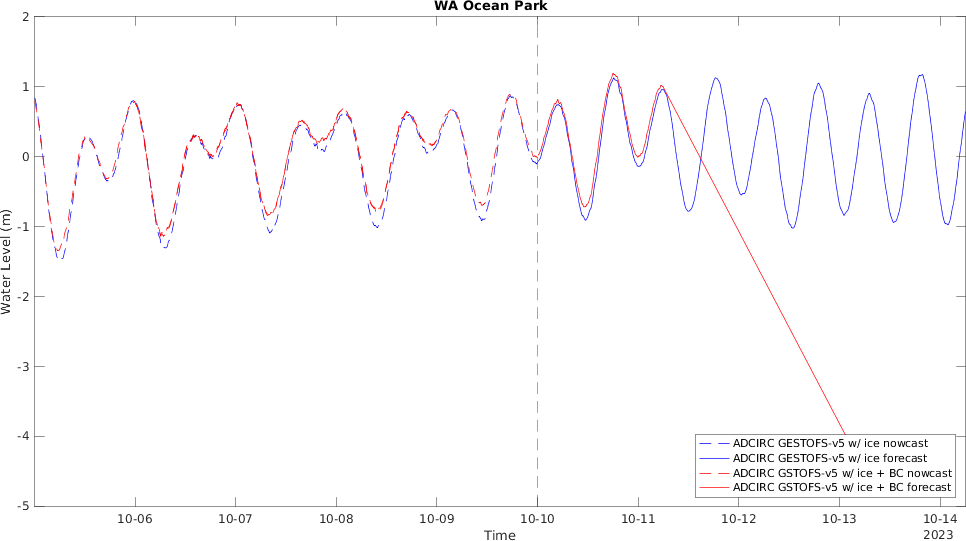 WA Ocean Park
2
1
0
-1
-2
-3
-4
-5
Water Level (m)
10-06 10-07 10-08 10-09 10-10 10-11 10-12 10-13 10-14
Time
2023
ADCIRC GESTOFS-v5 w/ ice nowcast
ADCIRC GESTOFS-v5 w/ ice forecast
ADCIRC GSTOFS-v5 w/ ice + BC nowcast
ADCIRC GSTOFS-v5 w/ ice + BC forecast